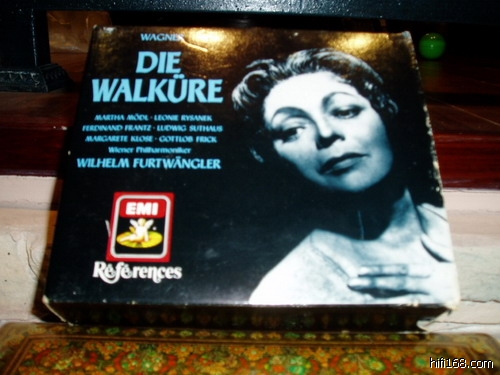 WAGNER
DIE
WALKÜRE
MARTHA MÖDL · LEONIE RYSANEK
FERDINAND FRANTZ · LUDWIG SUTHAUS
MARGARETE KLOSE · GOTTLOB FRICK
Wiener Philharmoniker
WILHELM FURTWÄNGLER
EMI
Références
hifi168.com